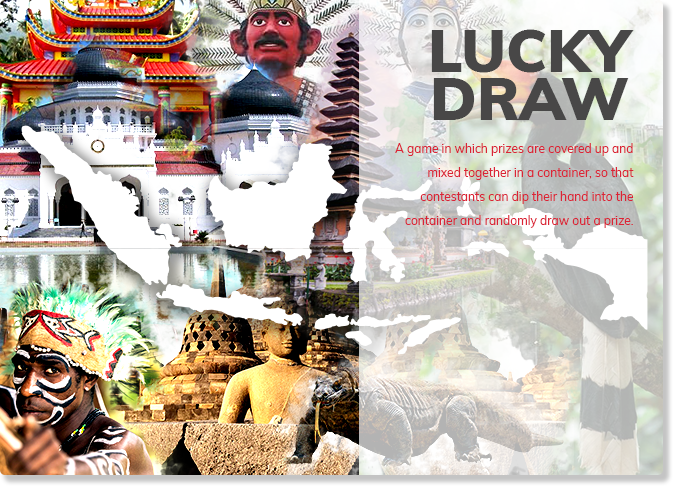 LUCKY
DRAW
A game in which prizes are covered up and
mixed together in a container, so that
contestants can dip their hand into the
container and randomly draw out a prize.